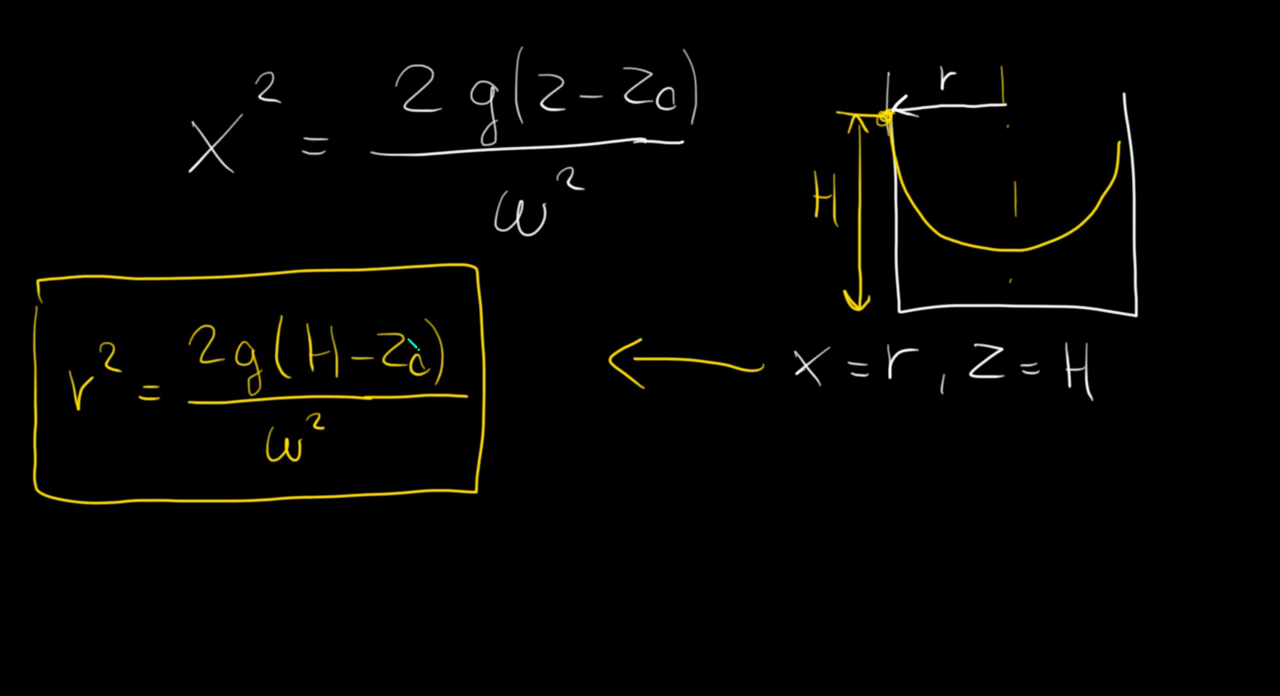 x² = 2g(z - z₀) / ω²
r
H
r² = 2g(H - z₀) / ω²
x = r, z = H